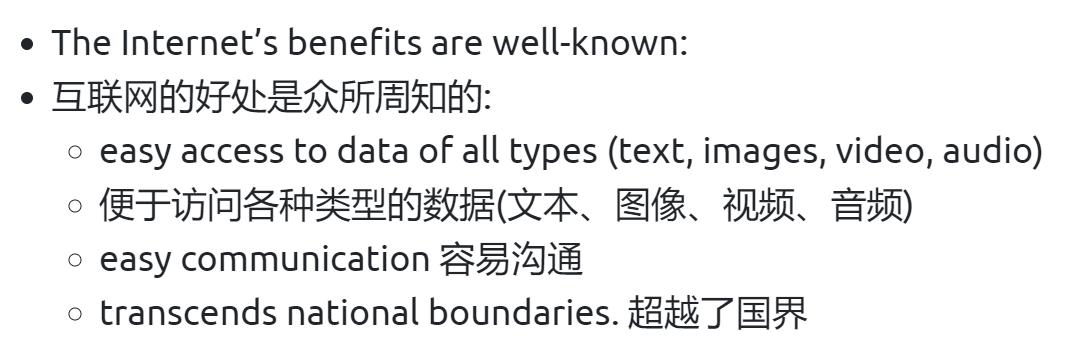 • The Internet’s benefits are well-known:
• 互联网的好处是众所周知的:
◦ easy access to data of all types (text, images, video, audio)
◦ 便于访问各种类型的数据(文本、图像、视频、音频)
◦ easy communication 容易沟通
◦ transcends national boundaries. 超越了国界